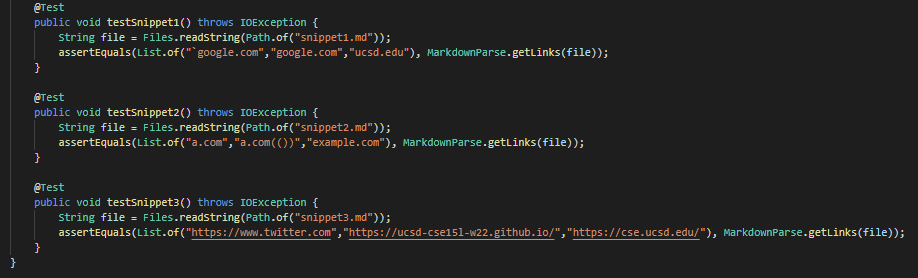 @Test
public void testSnippet1() throws IOException {
String file = Files.readString(Path.of("snippet1.md"));
assertEquals(List.of("`google.com","google.com","ucsd.edu"), MarkdownParse.getLinks(file));
}
@Test
public void testSnippet2() throws IOException {
String file = Files.readString(Path.of("snippet2.md"));
assertEquals(List.of("a.com","a.com(())","example.com"), MarkdownParse.getLinks(file));
}
@Test
public void testSnippet3() throws IOException {
String file = Files.readString(Path.of("snippet3.md"));
assertEquals(List.of("https://www.twitter.com","https://ucsd-cse15l-w22.github.io/","https://cse.ucsd.edu/"), MarkdownParse.getLinks(file));
}
}